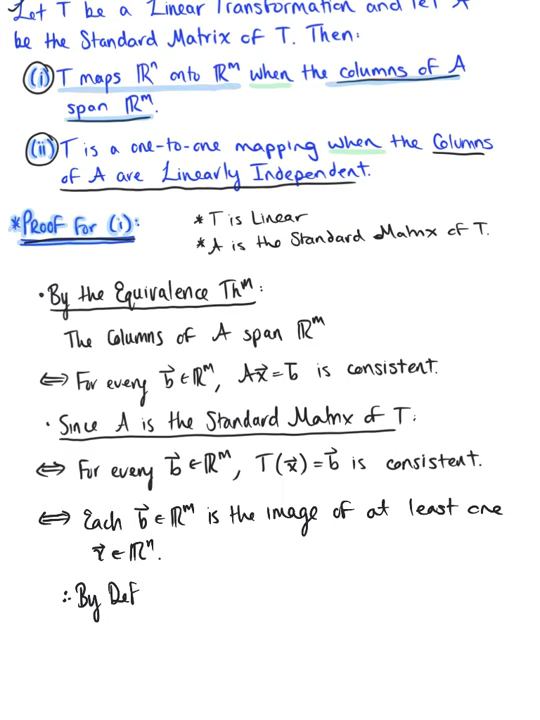 Let T be a Linear Transformation and let A
be the Standard Matrix of T. Then:
(i) T maps ℝⁿ onto ℝᵐ when the columns of A
span ℝᵐ.
(ii) T is a one-to-one mapping when the Columns
of A are Linearly Independent.
*PROOF For (i):
* T is Linear
* A is the Standard Matrix of T.
• By the Equivalence Thᵐ:
The Columns of A span ℝᵐ
⟺ For every b⃗ ∈ ℝᵐ, Ax⃗ = b⃗ is consistent.
• Since A is the Standard Matrix of T:
⟺ For every b⃗ ∈ ℝᵐ, T(x⃗) = b⃗ is consistent.
⟺ Each b⃗ ∈ ℝᵐ is the image of at least one
x⃗ ∈ ℝⁿ.
∴ By Def